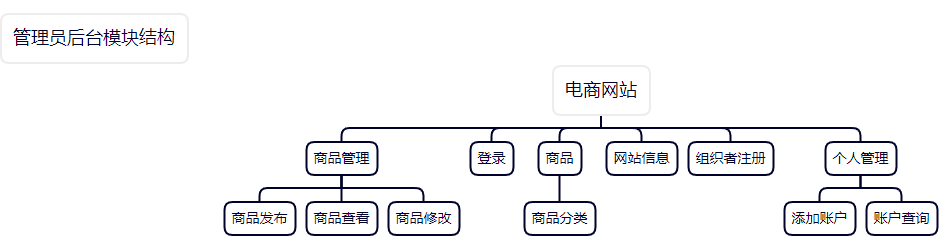 管理员后台模块结构
电商网站
商品管理
登录
商品
网站信息
组织者注册
个人管理
商品发布
商品查看
商品修改
商品分类
添加账户
账户查询